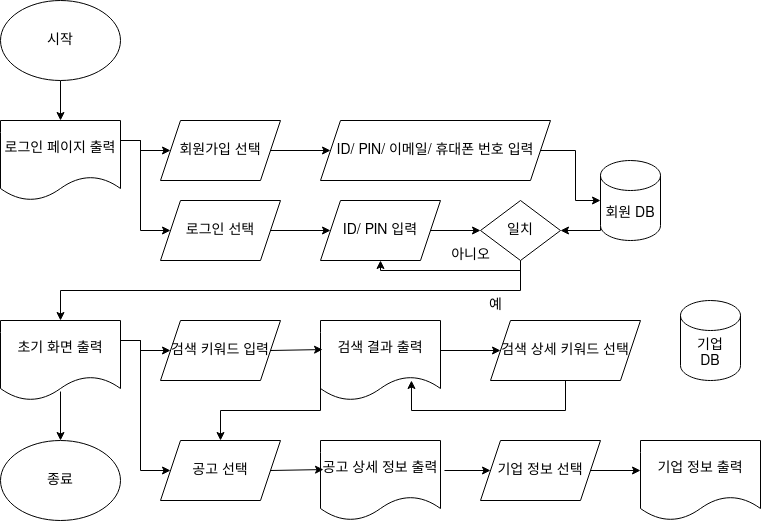 시작
로그인 페이지 출력
회원가입 선택
ID/ PIN/ 이메일/ 휴대폰 번호 입력
회원 DB
로그인 선택
ID/ PIN 입력
일치
아니오
예
초기 화면 출력
검색 키워드 입력
검색 결과 출력
검색 상세 키워드 선택
기업
DB
종료
공고 선택
공고 상세 정보 출력
기업 정보 선택
기업 정보 출력